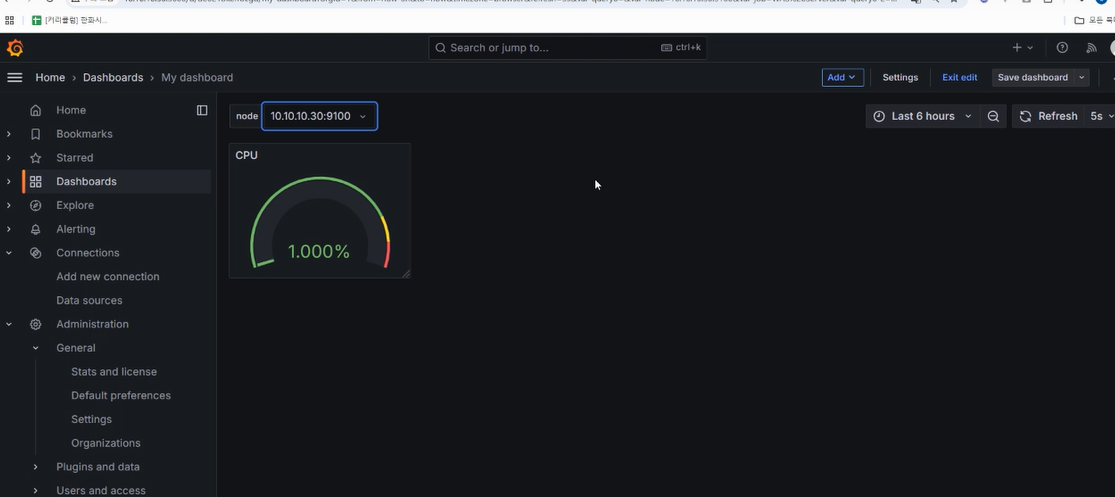 [커리큘럼] 한화시...
모든 북
Search or jump to...
ctrl+k
Home › Dashboards › My dashboard
Add
Settings
Exit edit
Save dashboard
Home
Bookmarks
Starred
Dashboards
Explore
Alerting
Connections
Add new connection
Data sources
Administration
General
Stats and license
Default preferences
Settings
Organizations
Plugins and data
Users and access
node 10.10.10.30:9100
Last 6 hours
Refresh 5s
CPU
1.000%